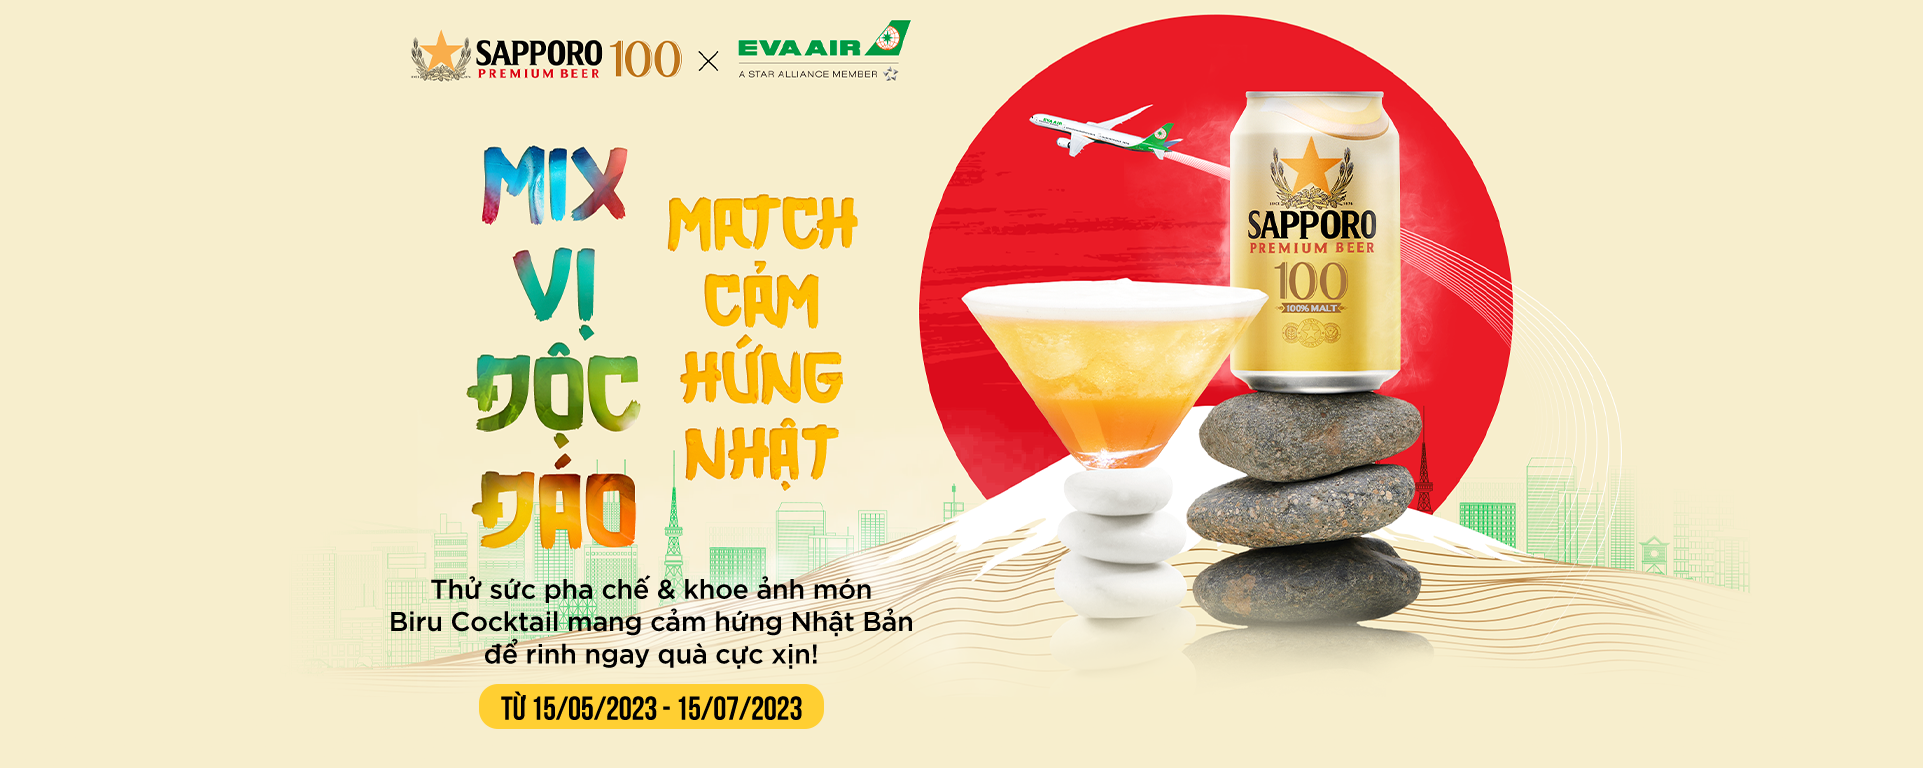 SAPPORO 100
PREMIUM BEER
×
EVA AIR
A STAR ALLIANCE MEMBER
MIX
VỊ
ĐỘC
ĐÁO
MATCH
CẢM
HỨNG
NHẬT
Thử sức pha chế & khoe ảnh món
Biru Cocktail mang cảm hứng Nhật Bản
để rinh ngay quà cực xịn!
TỪ 15/05/2023 - 15/07/2023
EVA AIR
SAPPORO
PREMIUM BEER
100
100% MALT